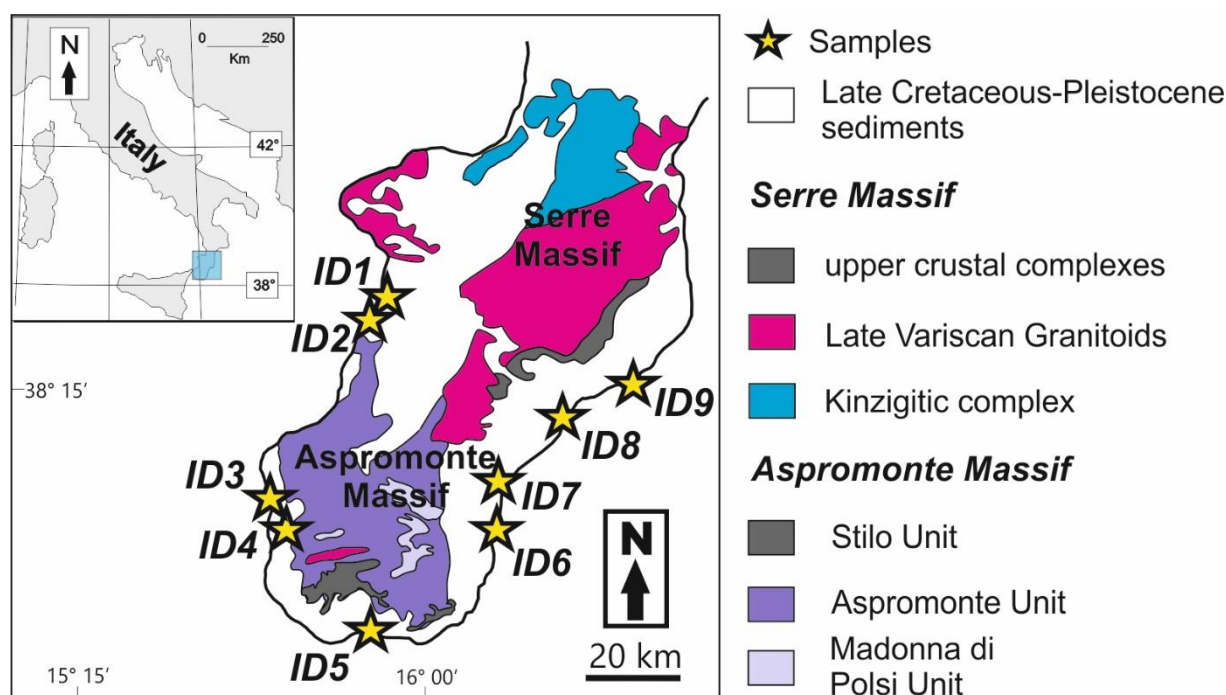 N
0 250
Km
42°
Italy
38°
Serre
Massif
ID1
ID2
38° 15′
ID9
ID8
Aspromonte
Massif
ID3
ID7
ID4
ID6
N
ID5
20 km
15° 15′
16° 00′
Samples
Late Cretaceous-Pleistocene
sediments
Serre Massif
upper crustal complexes
Late Variscan Granitoids
Kinzigitic complex
Aspromonte Massif
Stilo Unit
Aspromonte Unit
Madonna di
Polsi Unit